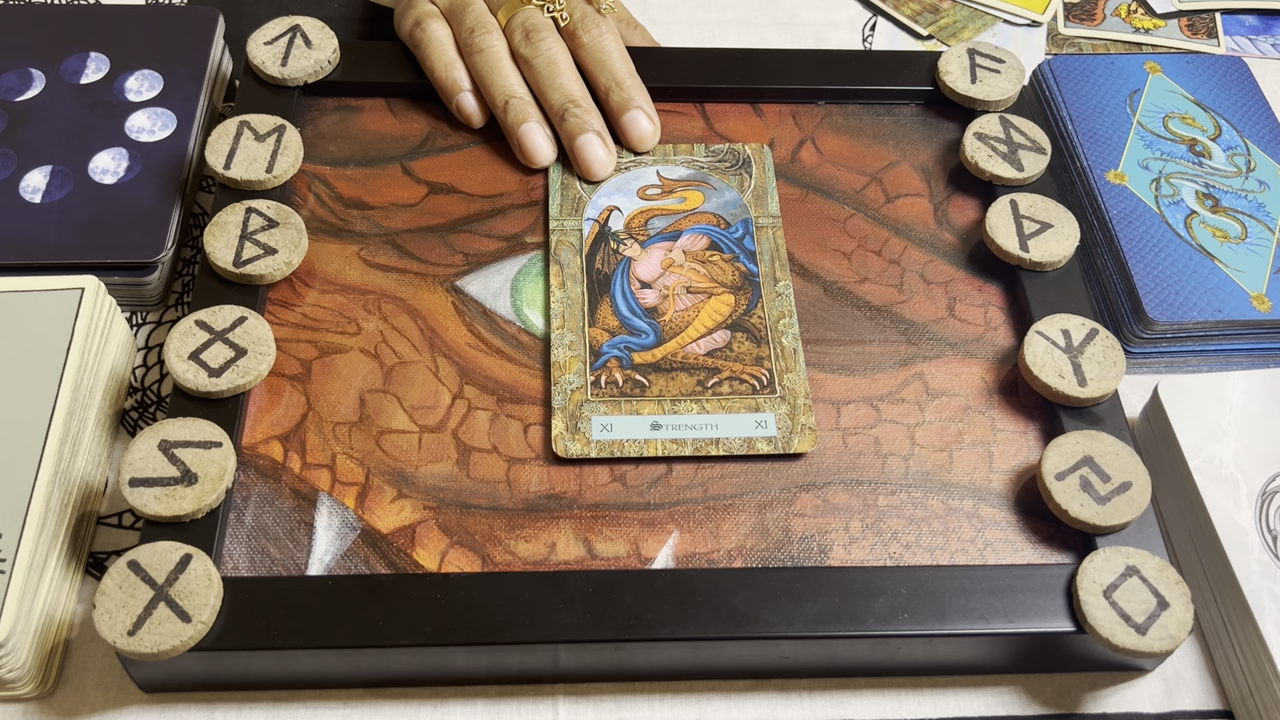 ᛏ ᚨ
ᛖ ᛞ
ᛒ ᚦ
ᛟ ᛉ
ᛊ
ᚷ ᛜ
XI STRENGTH XI